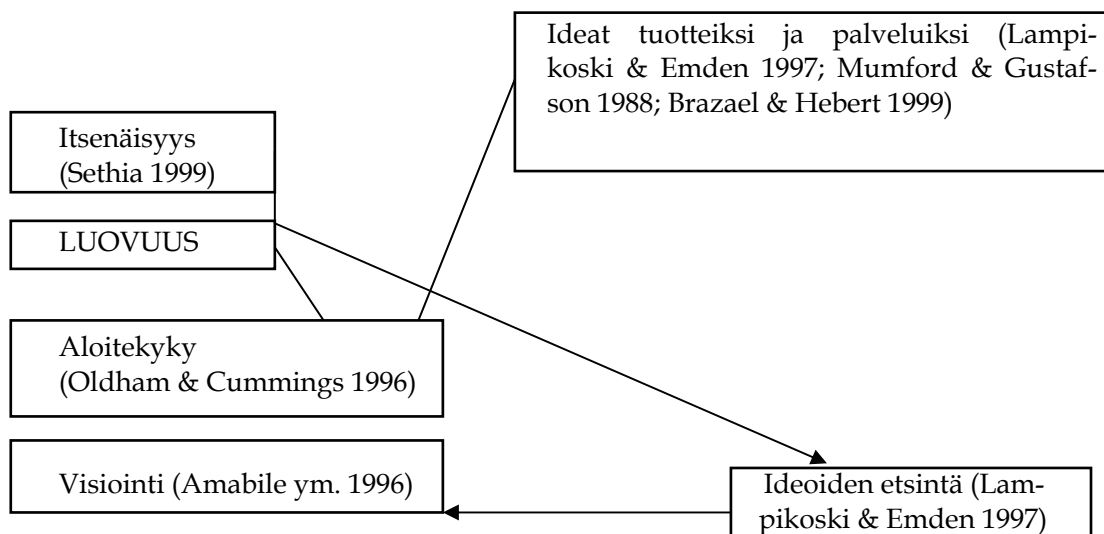 Ideat tuotteiksi ja palveluiksi (Lampi-
koski & Emden 1997; Mumford & Gustaf-
son 1988; Brazael & Hebert 1999)
Itsenäisyys
(Sethia 1999)
LUOVUUS
Aloitekyky
(Oldham & Cummings 1996)
Visiointi (Amabile ym. 1996)
Ideoiden etsintä (Lam-
pikoski & Emden 1997)